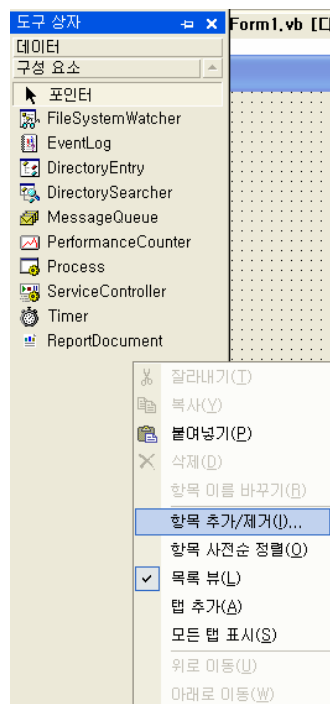 도구 상자
Form1.vb [디
데이터
구성 요소
포인터
FileSystemWatcher
EventLog
DirectoryEntry
DirectorySearcher
MessageQueue
PerformanceCounter
Process
ServiceController
Timer
ReportDocument
잘라내기(T)
복사(Y)
붙여넣기(P)
삭제(D)
항목 이름 바꾸기(R)
항목 추가/제거(I)...
항목 사전순 정렬(O)
목록 뷰(L)
탭 추가(A)
모든 탭 표시(S)
위로 이동(U)
아래로 이동(W)